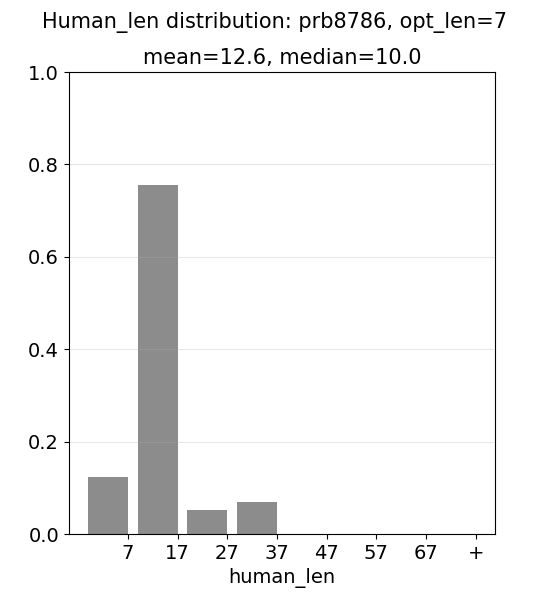 Human_len distribution: prb8786, opt_len=7
mean=12.6, median=10.0
1.0
0.8
0.6
0.4
0.2
0.0
7 17 27 37 47 57 67 +
human_len